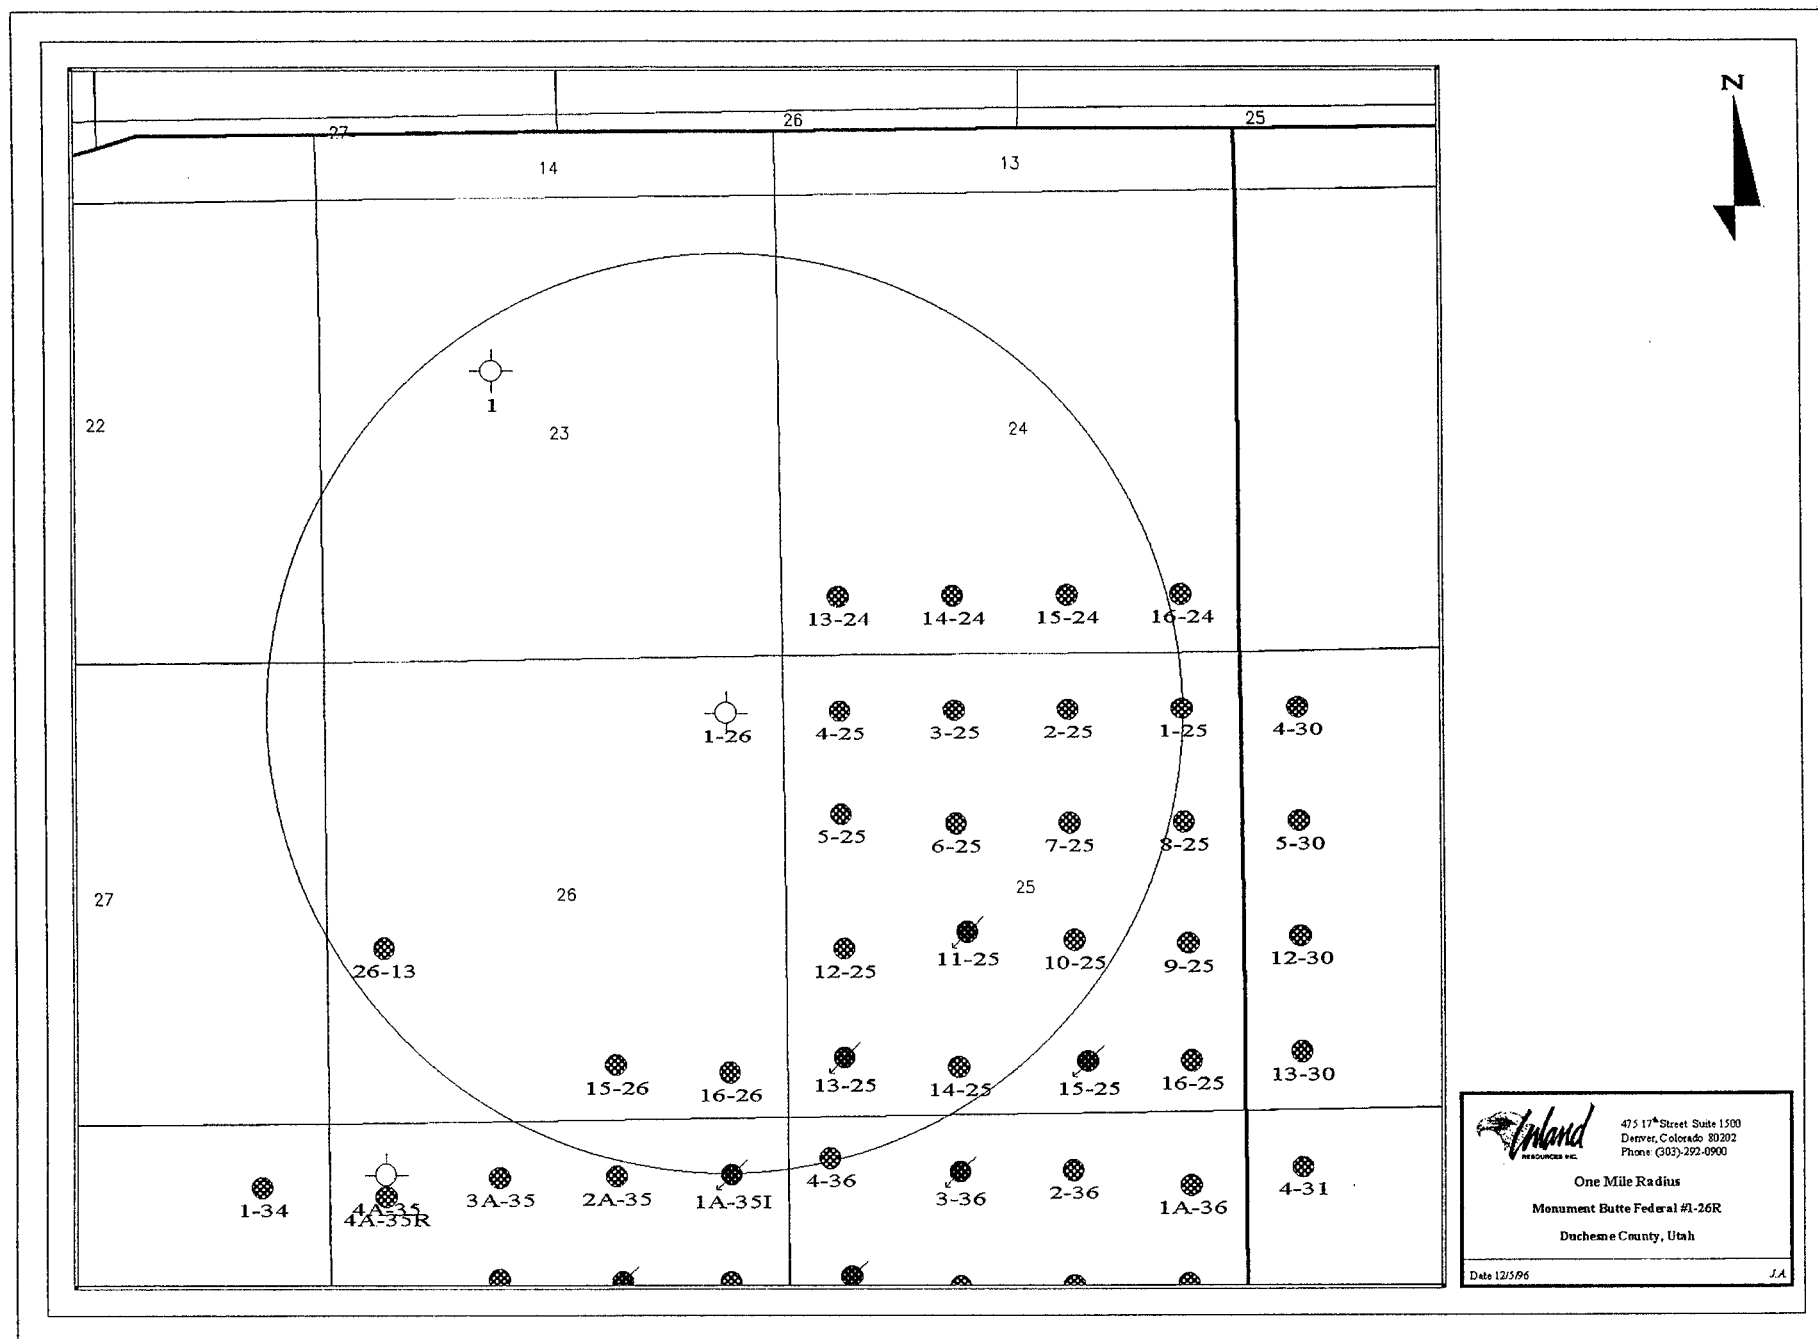 N
27
26
25
14
13
1
22
23
24
13-24
14-24
15-24
16-24
1-26
4-25
3-25
2-25
1-25
4-30
5-25
6-25
7-25
8-25
5-30
27
26
25
26-13
12-25
11-25
10-25
9-25
12-30
15-26
16-26
13-25
14-25
15-25
16-25
13-30
1-34
4A-35
4A-35R
3A-35
2A-35
1A-35I
4-36
3-36
2-36
1A-36
4-31
Inland
RESOURCES INC.
475 17th Street Suite 1500
Denver, Colorado 80202
Phone: (303)-292-0900
One Mile Radius
Monument Butte Federal #1-26R
Duchesne County, Utah
Date 12/5/96
J.A.